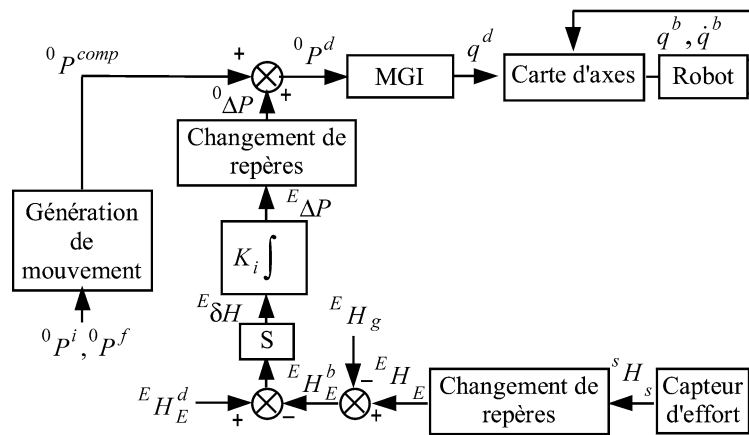 ^0P^{comp}
+
+
^0P^d
MGI
q^d
Carte d'axes
q^b, \dot{q}^b
Robot
^0ΔP
Changement de
repères
^EΔP
Génération
de
mouvement
K_i ∫
^0P^i, ^0P^f
^EδH
S
^EH_g
^EH_E^d
+
−
^EH_E^b
−
+
^EH_E
Changement de
repères
^sH_s
Capteur
d'effort